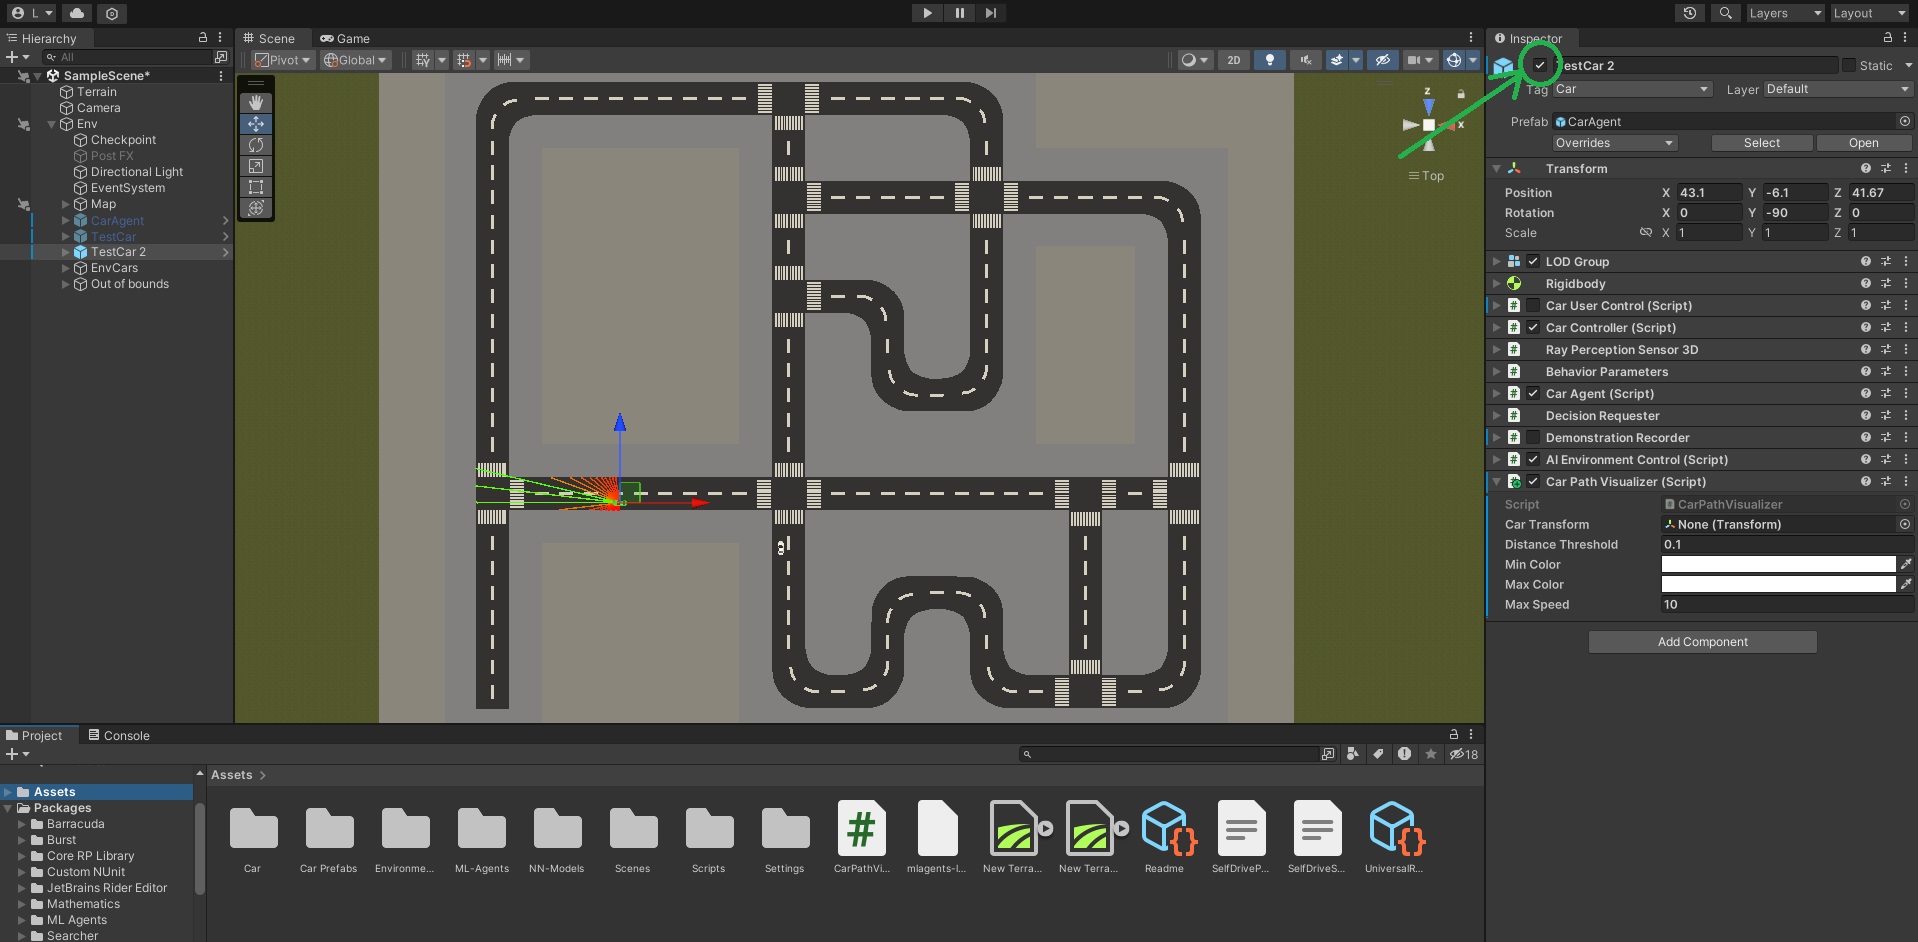 L
Layers
Layout
Hierarchy
All
SampleScene*
Terrain
Camera
Env
Checkpoint
Post FX
Directional Light
EventSystem
Map
CarAgent
TestCar
TestCar 2
EnvCars
Out of bounds
Scene
Game
Pivot
Global
2D
z
x
Top
Inspector
TestCar 2
Static
Tag Car
Layer Default
Prefab CarAgent
Overrides
Select
Open
Transform
Position X 43.1 Y -6.1 Z 41.67
Rotation X 0 Y -90 Z 0
Scale X 1 Y 1 Z 1
LOD Group
Rigidbody
Car User Control (Script)
Car Controller (Script)
Ray Perception Sensor 3D
Behavior Parameters
Car Agent (Script)
Decision Requester
Demonstration Recorder
AI Environment Control (Script)
Car Path Visualizer (Script)
Script CarPathVisualizer
Car Transform None (Transform)
Distance Threshold 0.1
Min Color
Max Color
Max Speed 10
Add Component
Project
Console
18
Assets
Packages
Barracuda
Burst
Core RP Library
Custom NUnit
JetBrains Rider Editor
Mathematics
ML Agents
Searcher
Assets
Car
Car Prefabs
Environme...
ML-Agents
NN-Models
Scenes
Scripts
Settings
CarPathVi...
mlagents-l...
New Terra...
New Terra...
Readme
SelfDriveP...
SelfDriveS...
UniversalR...